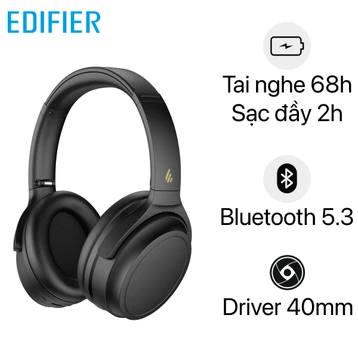 EDIFIER
Tai nghe 68h
Sạc đầy 2h
Bluetooth 5.3
Driver 40mm